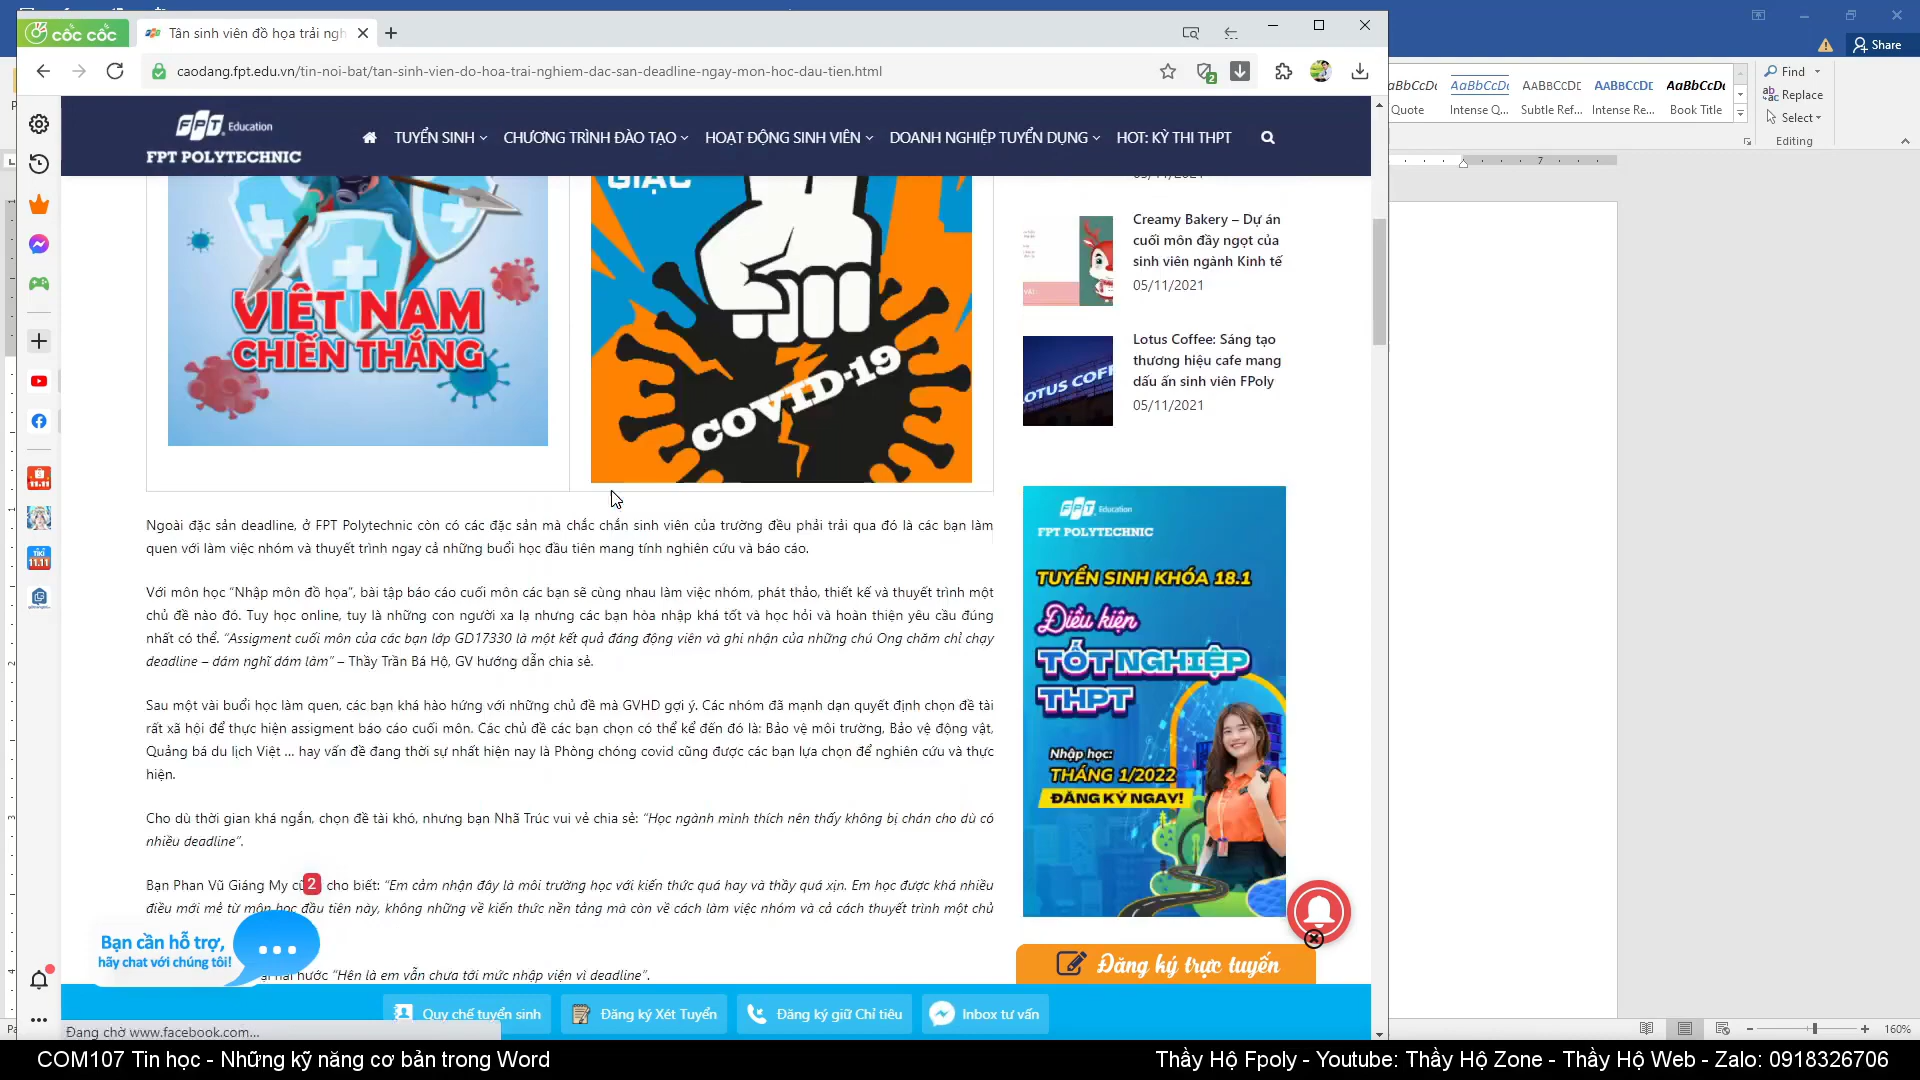 cốc cốc
Tân sinh viên đồ họa trải ngh
caodang.fpt.edu.vn/tin-noi-bat/tan-sinh-vien-do-hoa-trai-nghiem-dac-san-deadline-ngay-mon-hoc-dau-tien.html
2
Share
Find
Replace
Select
Editing
AaBbCcDc
AABBCCDC
AABBCCDC
AaBbCcDc
Quote
Intense Q...
Subtle Ref...
Intense Re...
Book Title
7
FPT Education
FPT POLYTECHNIC
TUYỂN SINH
CHƯƠNG TRÌNH ĐÀO TẠO
HOẠT ĐỘNG SINH VIÊN
DOANH NGHIỆP TUYỂN DỤNG
HOT: KỲ THI THPT
VIỆT NAM
CHIẾN THẮNG
GIẶC
COVID-19
05/11/2021
Creamy Bakery – Dự án
cuối môn đầy ngọt của
sinh viên ngành Kinh tế
05/11/2021
LOTUS COFF
Lotus Coffee: Sáng tạo
thương hiệu cafe mang
dấu ấn sinh viên FPoly
05/11/2021
Ngoài đặc sản deadline, ở FPT Polytechnic còn có các đặc sản mà chắc chắn sinh viên của trường đều phải trải qua đó là các bạn làm
quen với làm việc nhóm và thuyết trình ngay cả những buổi học đầu tiên mang tính nghiên cứu và báo cáo.
Với môn học “Nhập môn đồ họa”, bài tập báo cáo cuối môn các bạn sẽ cùng nhau làm việc nhóm, phát thảo, thiết kế và thuyết trình một
chủ đề nào đó. Tuy học online, tuy là những con người xa lạ nhưng các bạn hòa nhập khá tốt và học hỏi và hoàn thiện yêu cầu đúng
nhất có thể. “Assigment cuối môn của các bạn lớp GD17330 là một kết quả đáng động viên và ghi nhận của những chú Ong chăm chỉ chạy
deadline – dám nghĩ dám làm” – Thầy Trần Bá Hộ, GV hướng dẫn chia sẻ.
Sau một vài buổi học làm quen, các bạn khá hào hứng với những chủ đề mà GVHD gợi ý. Các nhóm đã mạnh dạn quyết định chọn đề tài
rất xã hội để thực hiện assigment báo cáo cuối môn. Các chủ đề các bạn chọn có thể kể đến đó là: Bảo vệ môi trường, Bảo vệ động vật,
Quảng bá du lịch Việt ... hay vấn đề đang thời sự nhất hiện nay là Phòng chóng covid cũng được các bạn lựa chọn để nghiên cứu và thực
hiện.
Cho dù thời gian khá ngắn, chọn đề tài khó, nhưng bạn Nhã Trúc vui vẻ chia sẻ: “Học ngành mình thích nên thấy không bị chán cho dù có
nhiều deadline”.
Bạn Phan Vũ Giáng My cũ 2 cho biết: “Em cảm nhận đây là môi trường học với kiến thức quá hay và thầy quá xịn. Em học được khá nhiều
điều mới mẻ từ môn học đầu tiên này, không những về kiến thức nền tảng mà còn về cách làm việc nhóm và cả cách thuyết trình một chủ
hài hước “Hên là em vẫn chưa tới mức nhập viện vì deadline”.
Bạn cần hỗ trợ,
hãy chat với chúng tôi!
FPT Education
FPT POLYTECHNIC
TUYỂN SINH KHÓA 18.1
Điều kiện
TỐT NGHIỆP
THPT
Nhập học:
THÁNG 1/2022
ĐĂNG KÝ NGAY!
Đăng ký trực tuyến
Quy chế tuyển sinh
Đăng ký Xét Tuyển
Đăng ký giữ Chỉ tiêu
Inbox tư vấn
Đang chờ www.facebook.com...
160%
COM107 Tin học - Những kỹ năng cơ bản trong Word
Thầy Hộ Fpoly - Youtube: Thầy Hộ Zone - Thầy Hộ Web - Zalo: 0918326706